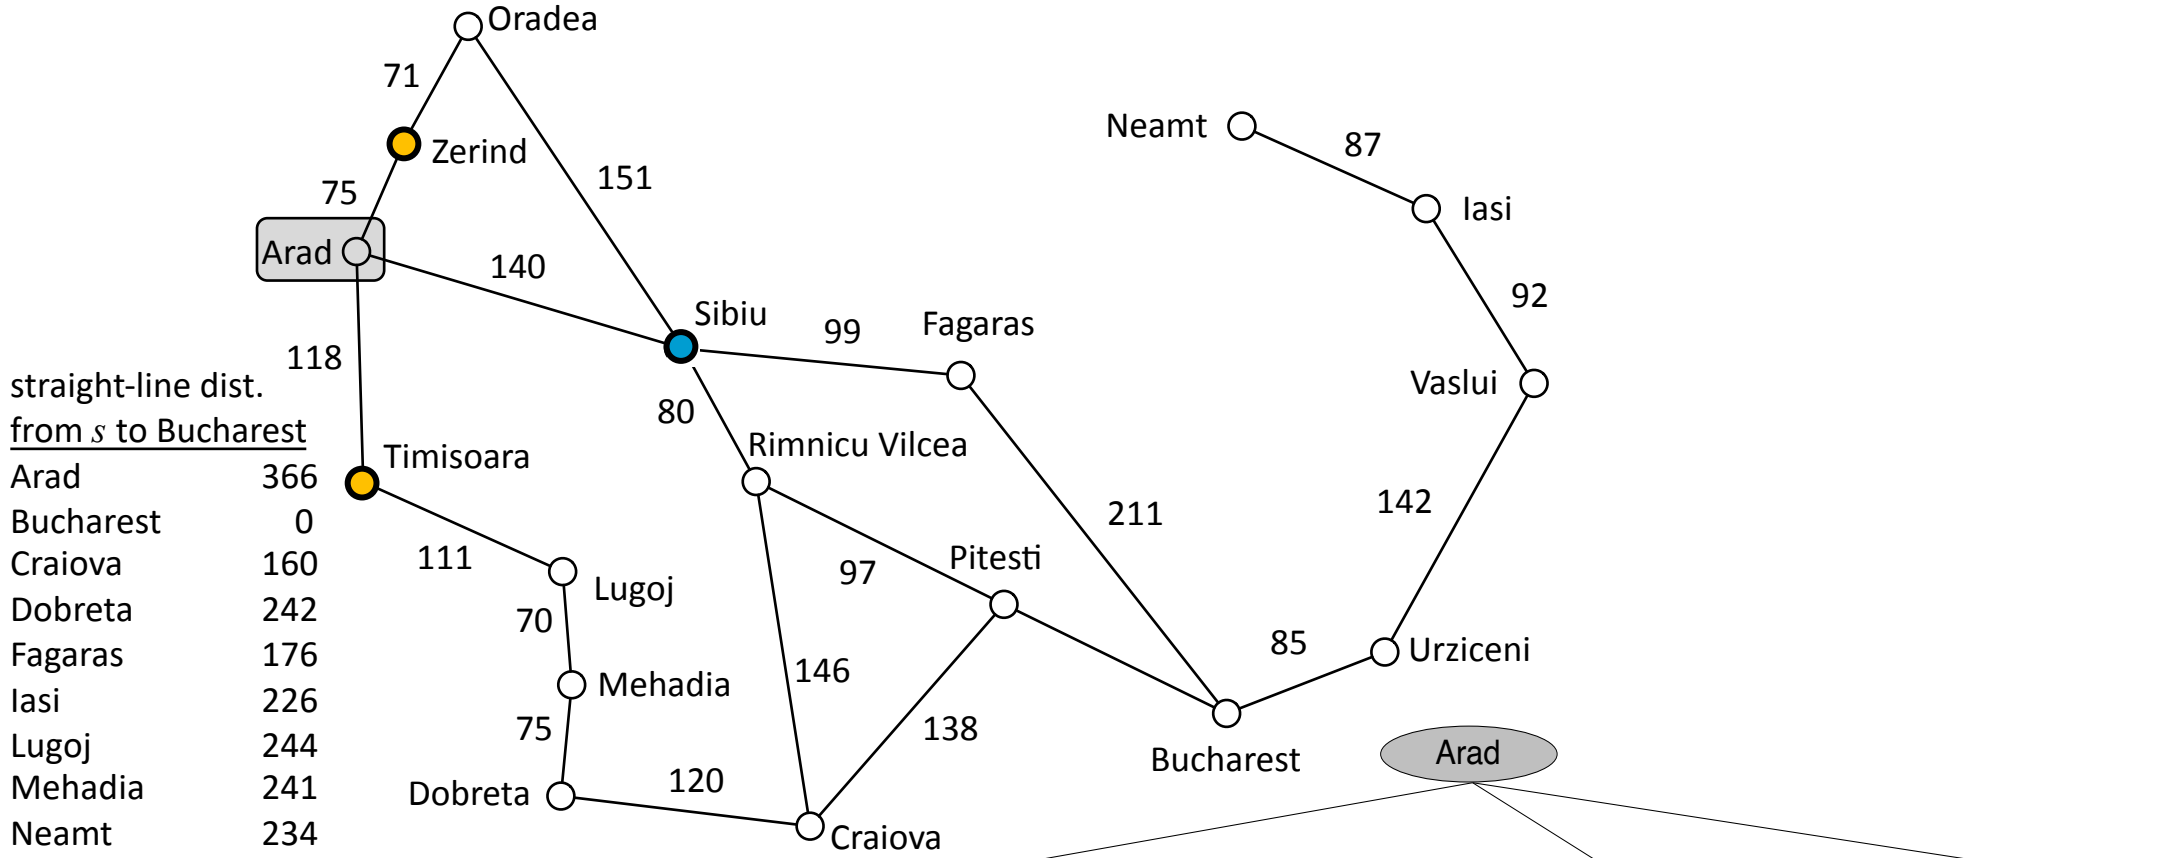 Oradea
71
Zerind
151
75
Arad
140
Neamt
87
Iasi
92
Sibiu
99
Fagaras
Vaslui
118
80
Timisoara
Rimnicu Vilcea
211
142
111
Lugoj
97
Pitesti
70
146
85
Urziceni
Mehadia
75
138
Bucharest
Dobreta
120
Craiova
Arad
straight-line dist.
from s to Bucharest
Arad 366
Bucharest 0
Craiova 160
Dobreta 242
Fagaras 176
Iasi 226
Lugoj 244
Mehadia 241
Neamt 234